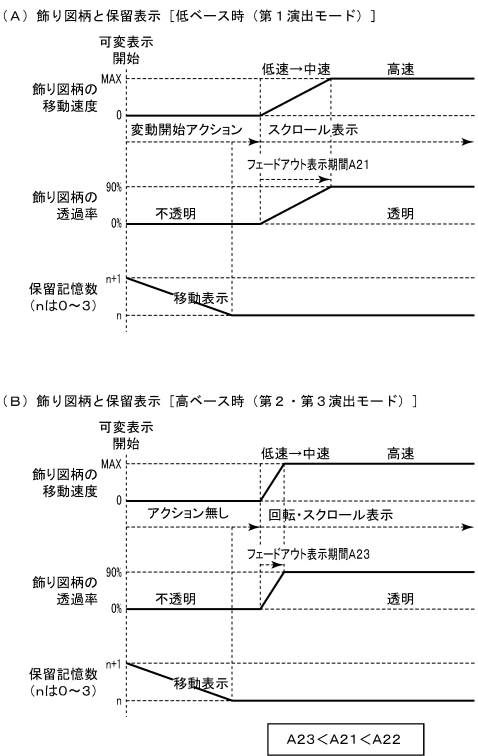 （A）飾り図柄と保留表示［低ベース時（第１演出モード）］
可変表示
開始
飾り図柄の
移動速度
MAX
0
低速→中速
高速
変動開始アクション
スクロール表示
フェードアウト表示期間A21
飾り図柄の
透過率
90%
0%
不透明
透明
保留記憶数
（nは０～３）
n+1
n
移動表示
（B）飾り図柄と保留表示［高ベース時（第２・第３演出モード）］
可変表示
開始
飾り図柄の
移動速度
MAX
0
低速→中速
高速
アクション無し
回転・スクロール表示
フェードアウト表示期間A23
飾り図柄の
透過率
90%
0%
不透明
透明
保留記憶数
（nは０～３）
n+1
n
移動表示
A23＜A21＜A22